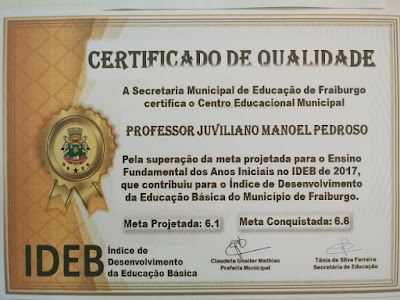 CERTIFICADO DE QUALIDADE
A Secretaria Municipal de Educação de Fraiburgo
certifica o Centro Educacional Municipal
PROFESSOR JUVILIANO MANOEL PEDROSO
Pela superação da meta projetada para o Ensino
Fundamental dos Anos Iniciais no IDEB de 2017,
que contribuiu para o Índice de Desenvolvimento
da Educação Básica do Município de Fraiburgo.
Meta Projetada: 6.1
Meta Conquistada: 6.6
IDEB
Índice de
Desenvolvimento
da Educação Básica
Claudete Gheller Mathias
Prefeita Municipal
Tânia da Silva Ferreira
Secretária de Educação